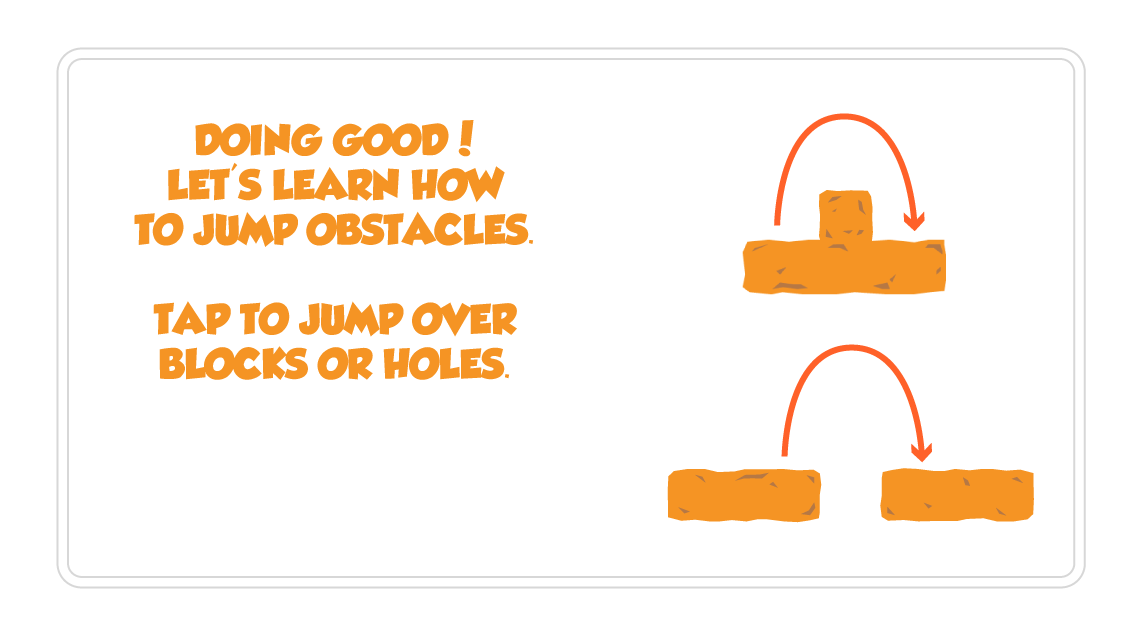 DOING GOOD!
LET'S LEARN HOW
TO JUMP OBSTACLES.
TAP TO JUMP OVER
BLOCKS OR HOLES.